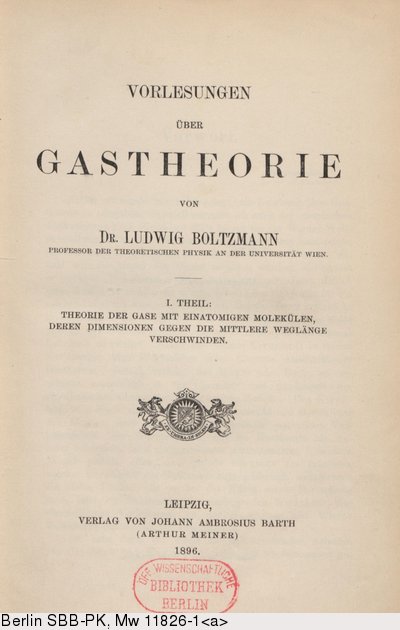 VORLESUNGEN
ÜBER
GASTHEORIE
VON
DR. LUDWIG BOLTZMANN
PROFESSOR DER THEORETISCHEN PHYSIK AN DER UNIVERSITÄT WIEN.
I. THEIL:
THEORIE DER GASE MIT EINATOMIGEN MOLEKÜLEN,
DEREN DIMENSIONEN GEGEN DIE MITTLERE WEGLÄNGE
VERSCHWINDEN.
LEIPZIG,
VERLAG VON JOHANN AMBROSIUS BARTH
(ARTHUR MEINER)
1896.
DER WISSENSCHAFTLICHE
BIBLIOTHEK
BERLIN
Berlin SBB-PK, Mw 11826-1<a>